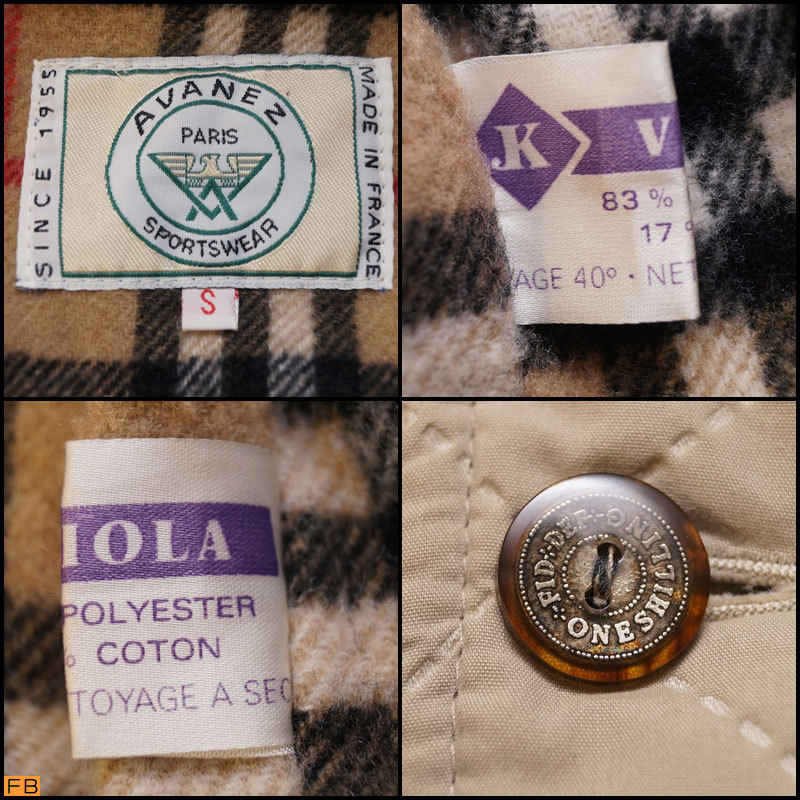 SINCE 1955
AVANEZ
PARIS
SPORTSWEAR
MADE IN FRANCE
S
JK V
83 %
17
AGE 40° · NET
IOLA
POLYESTER
% COTON
TOYAGE A SEC
·:·FID·:·DEF·:·ONE SHILLING
FB